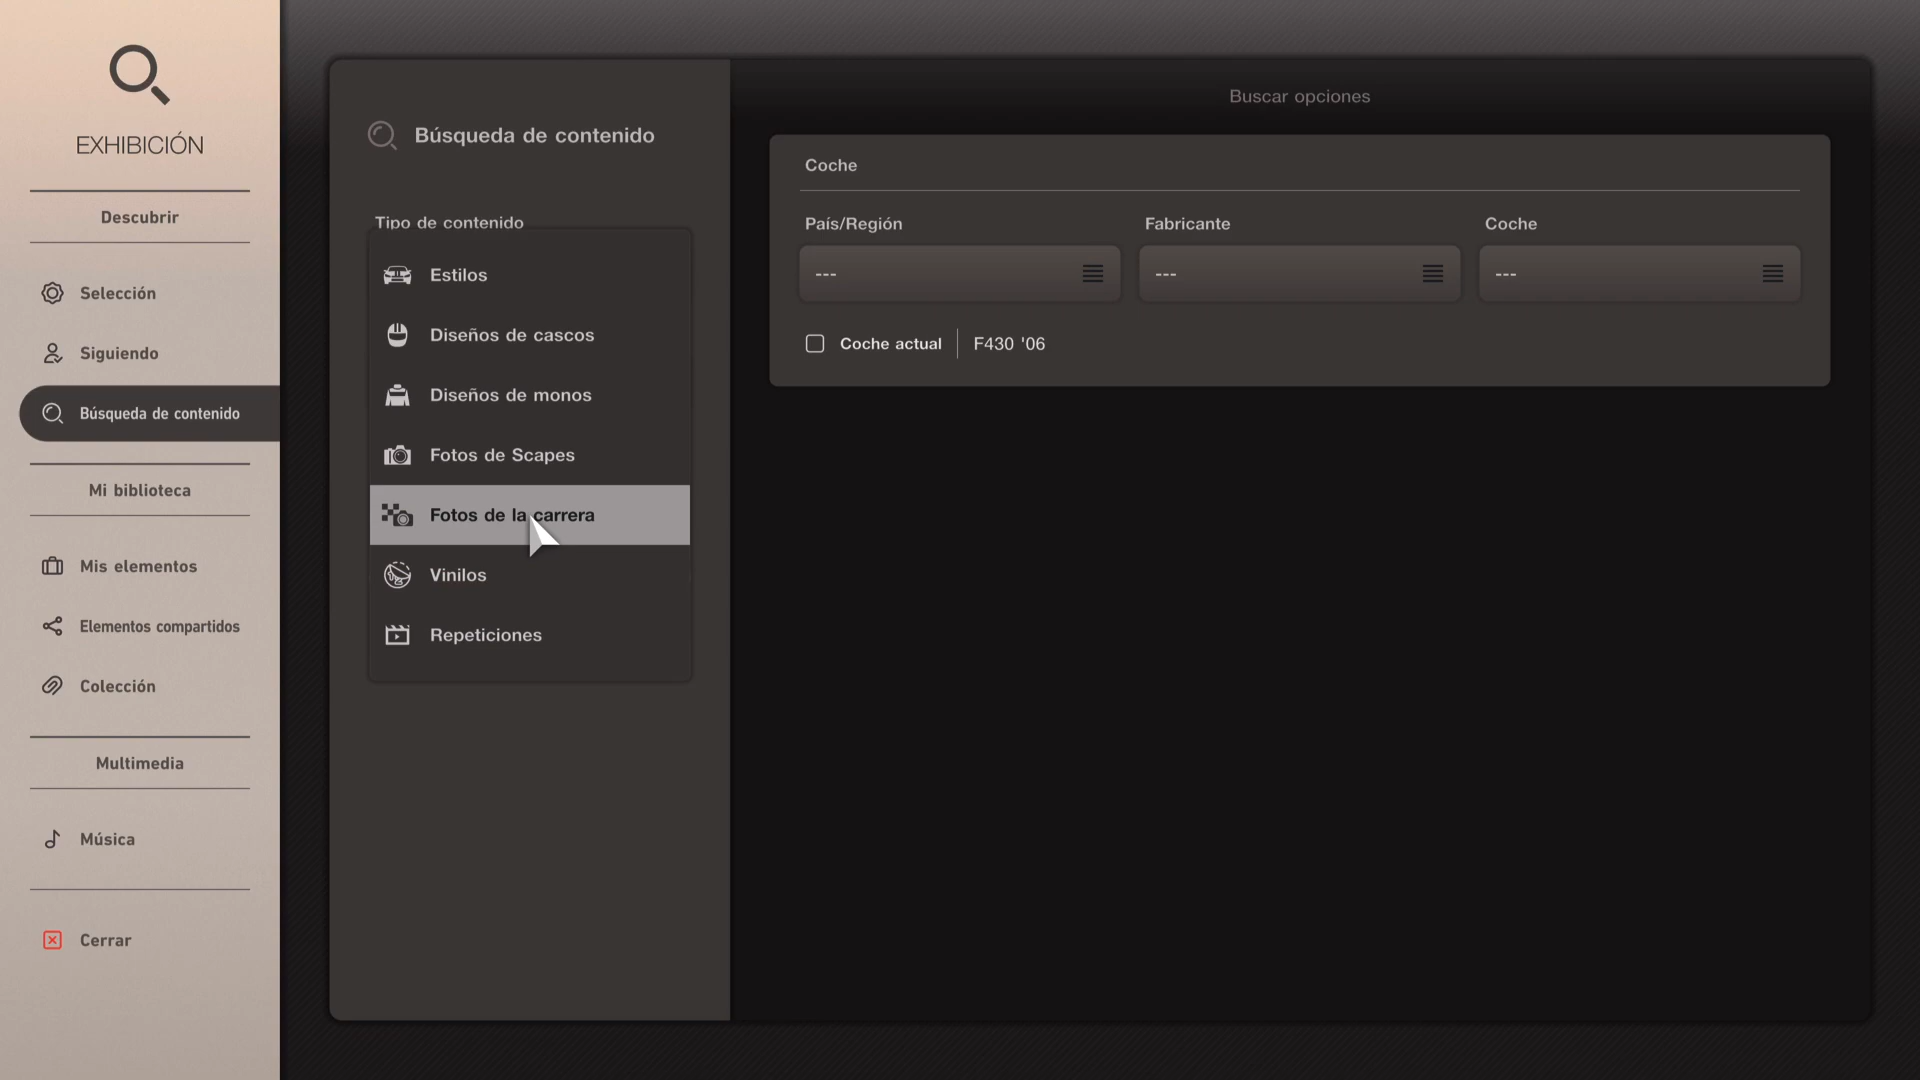 EXHIBICIÓN
Descubrir
Selección
Siguiendo
Búsqueda de contenido
Mi biblioteca
Mis elementos
Elementos compartidos
Colección
Multimedia
Música
Cerrar
Búsqueda de contenido
Tipo de contenido
Estilos
Diseños de cascos
Diseños de monos
Fotos de Scapes
Fotos de la carrera
Vinilos
Repeticiones
Buscar opciones
Coche
País/Región Fabricante Coche
--- --- ---
Coche actual F430 '06